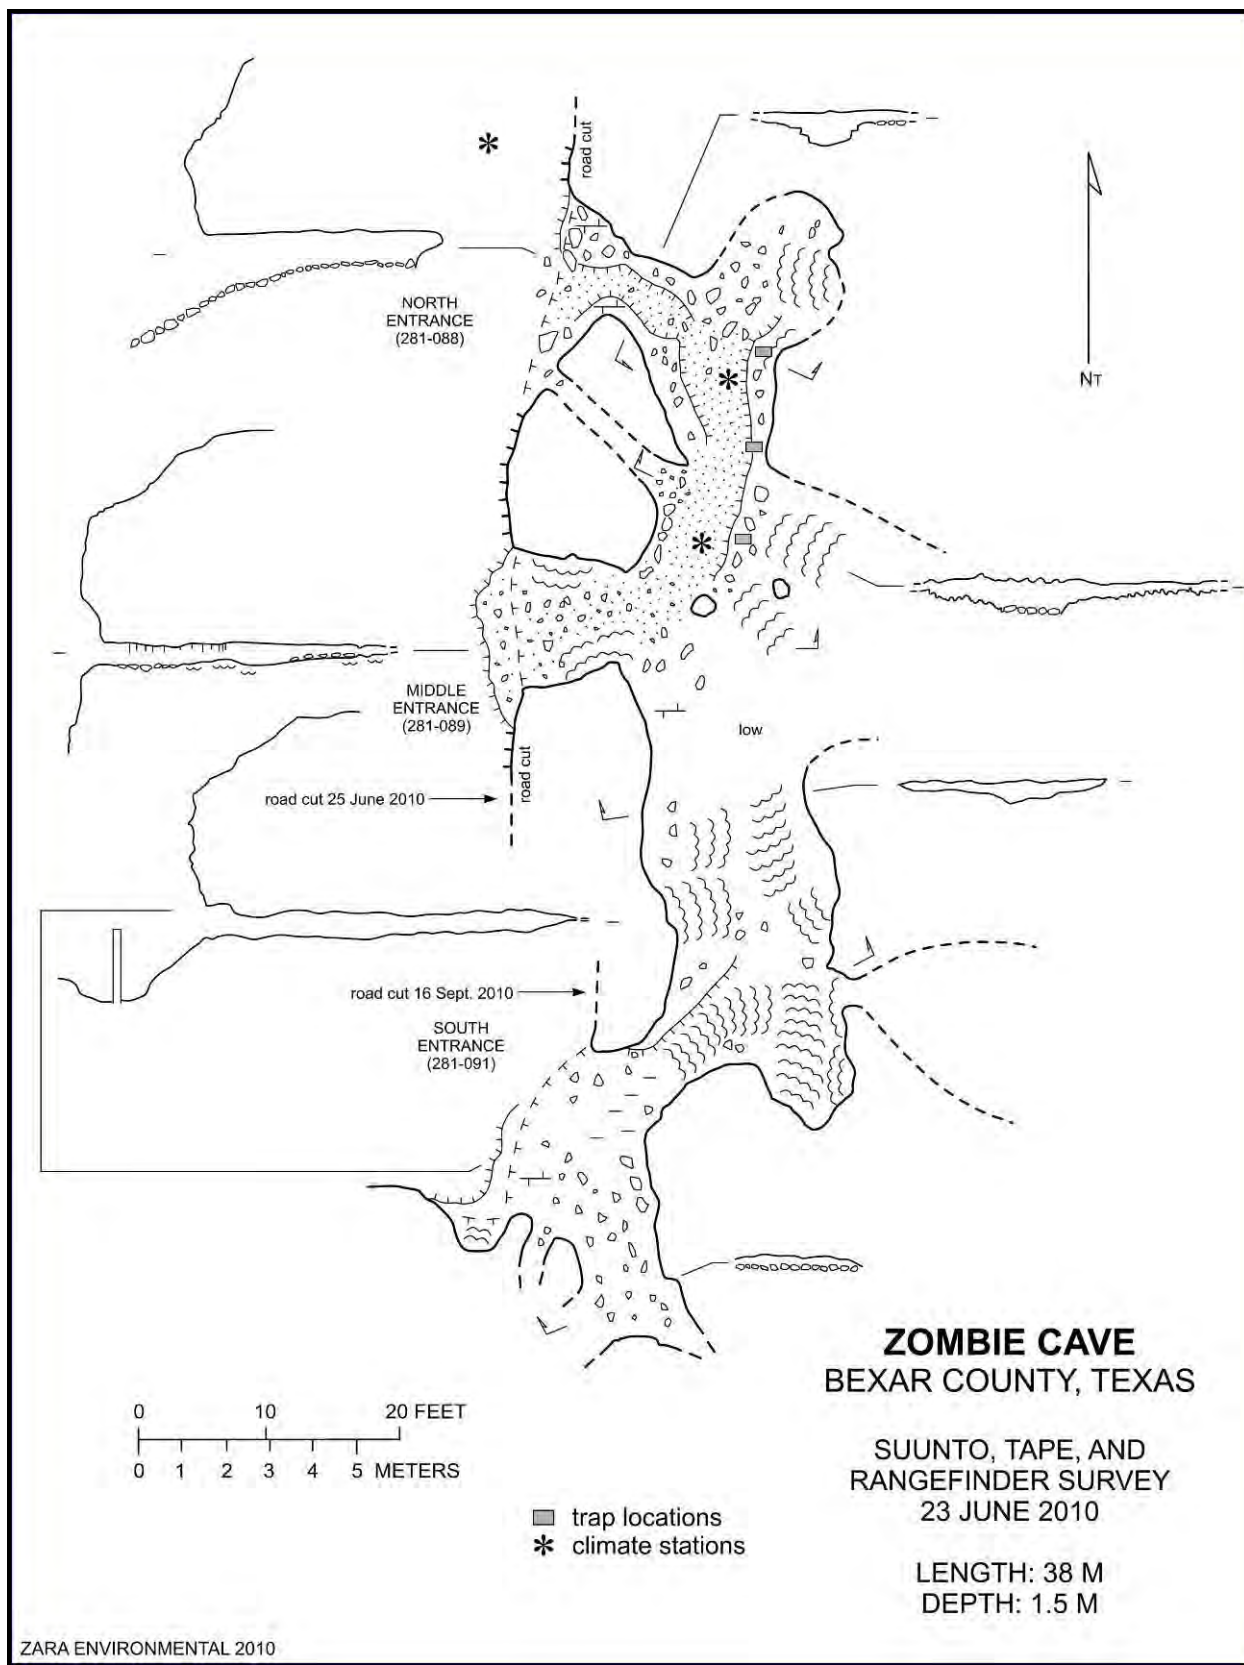 road cut
NORTH
ENTRANCE
(281-088)
NT
MIDDLE
ENTRANCE
(281-089)
low
road cut
road cut 25 June 2010
road cut 16 Sept. 2010
SOUTH
ENTRANCE
(281-091)
ZOMBIE CAVE
BEXAR COUNTY, TEXAS
0 10 20 FEET
0 1 2 3 4 5 METERS
SUUNTO, TAPE, AND
RANGEFINDER SURVEY
23 JUNE 2010
trap locations
climate stations
LENGTH: 38 M
DEPTH: 1.5 M
ZARA ENVIRONMENTAL 2010